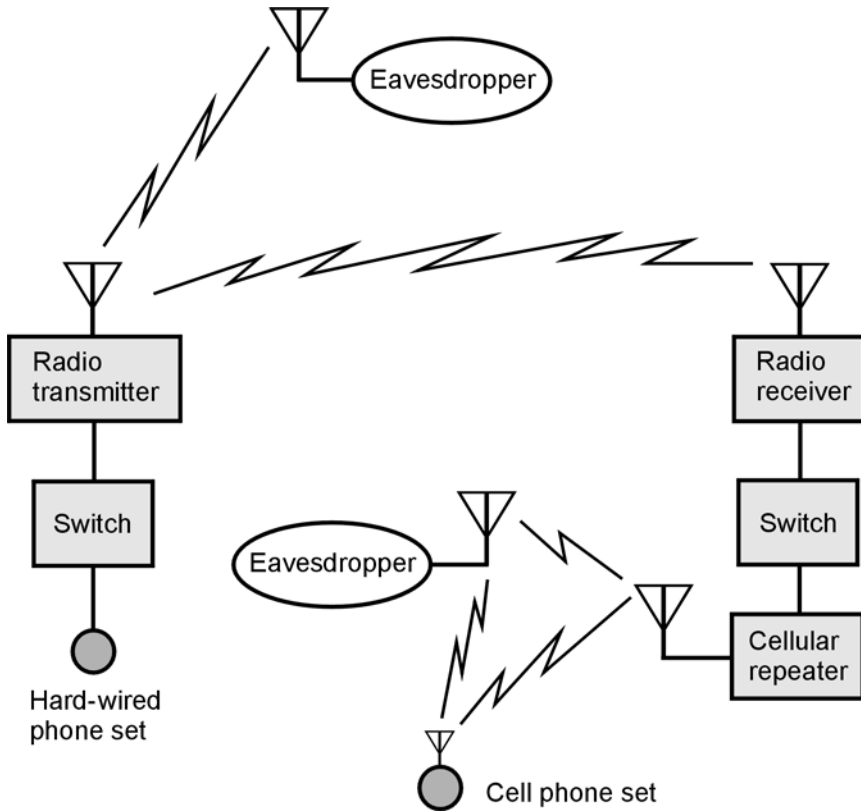 Eavesdropper
Radio
transmitter
Radio
receiver
Switch
Eavesdropper
Switch
Cellular
repeater
Hard-wired
phone set
Cell phone set